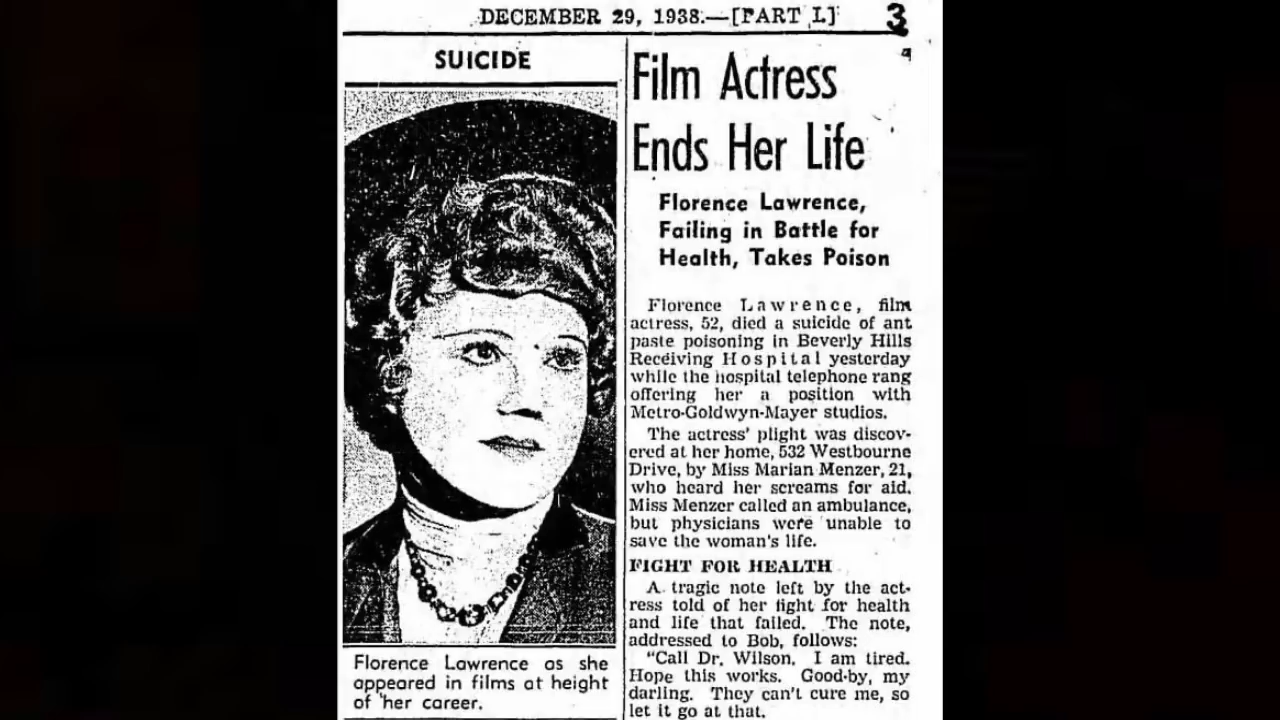 DECEMBER 29, 1938.—[PART I.] 3
SUICIDE
Florence Lawrence as she
appeared in films at height
of her career.
Film Actress
Ends Her Life
Florence Lawrence,
Failing in Battle for
Health, Takes Poison
Florence Lawrence, film
actress, 52, died a suicide of ant
paste poisoning in Beverly Hills
Receiving Hospital yesterday
while the hospital telephone rang
offering her a position with
Metro-Goldwyn-Mayer studios.
The actress' plight was discov-
ered at her home, 532 Westbourne
Drive, by Miss Marian Menzer, 21,
who heard her screams for aid.
Miss Menzer called an ambulance,
but physicians were unable to
save the woman's life.
FIGHT FOR HEALTH
A tragic note left by the act-
ress told of her fight for health
and life that failed. The note,
addressed to Bob, follows:
"Call Dr. Wilson. I am tired.
Hope this works. Good-by, my
darling. They can't cure me, so
let it go at that.